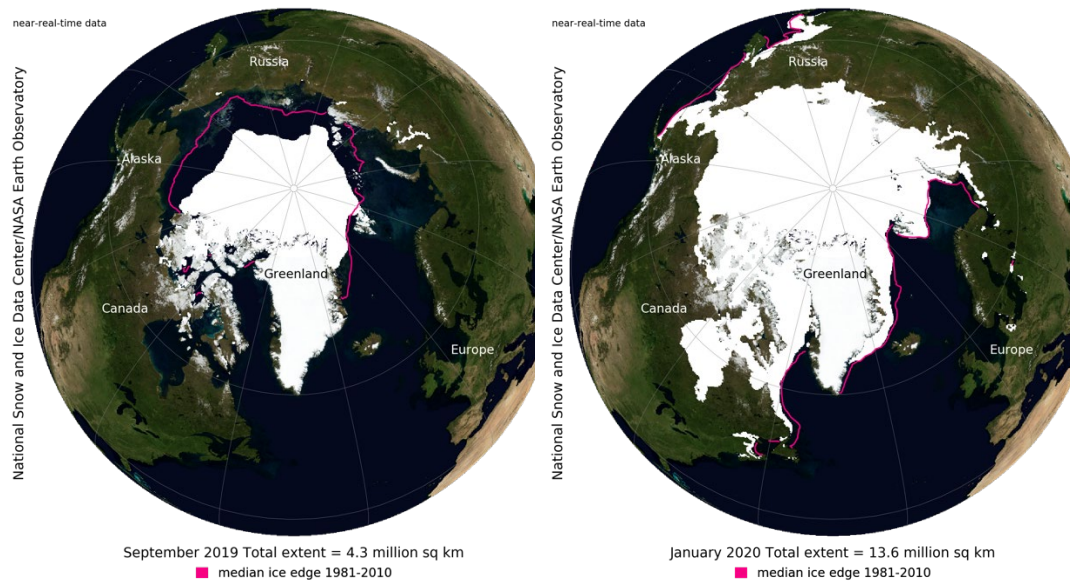 near-real-time data
National Snow and Ice Data Center/NASA Earth Observatory
Russia
Alaska
Greenland
Canada
Europe
September 2019 Total extent = 4.3 million sq km
median ice edge 1981-2010
near-real-time data
National Snow and Ice Data Center/NASA Earth Observatory
Russia
Alaska
Greenland
Canada
Europe
January 2020 Total extent = 13.6 million sq km
median ice edge 1981-2010